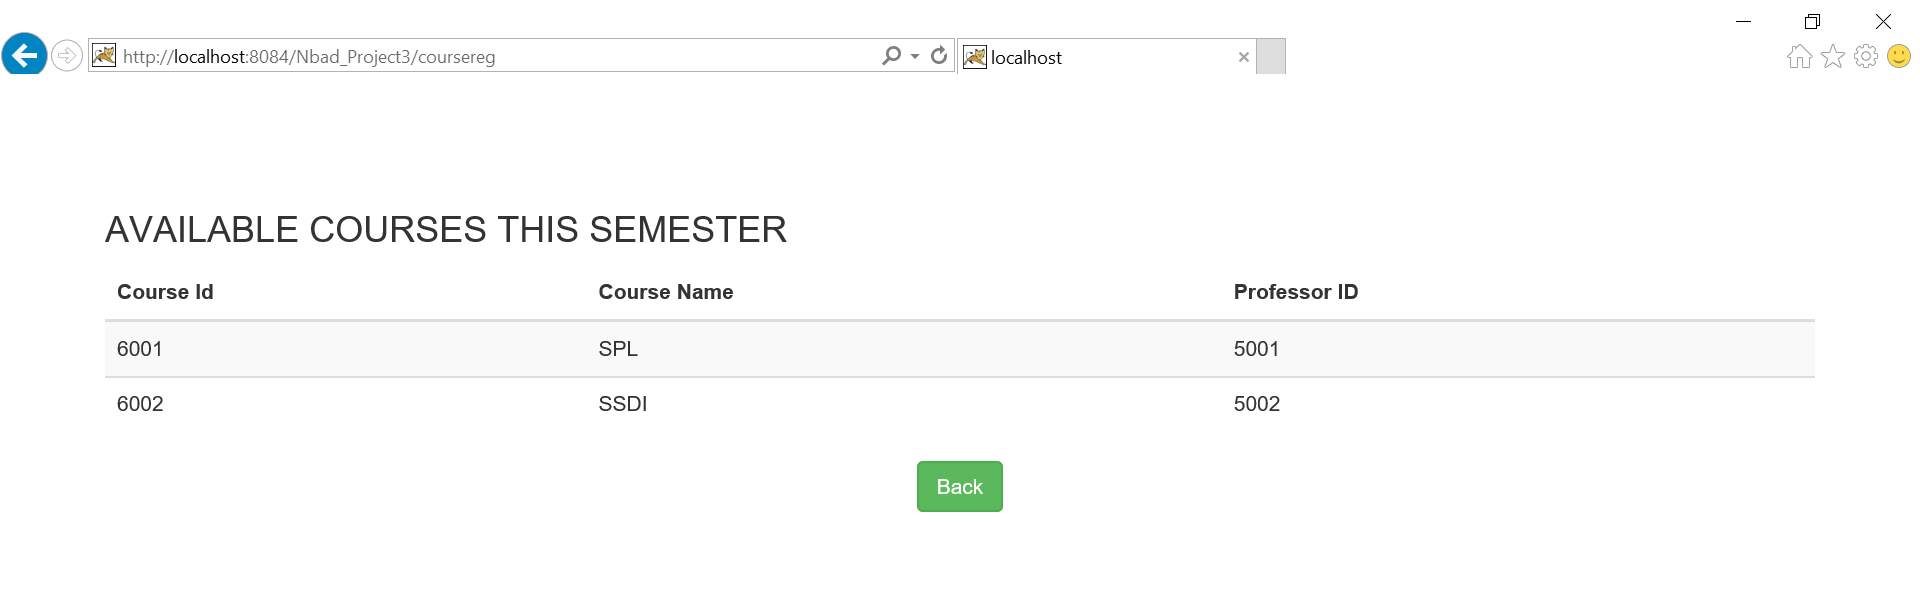 http://localhost:8084/Nbad_Project3/coursereg
localhost
AVAILABLE COURSES THIS SEMESTER
Course Id Course Name Professor ID
6001 SPL 5001
6002 SSDI 5002
Back